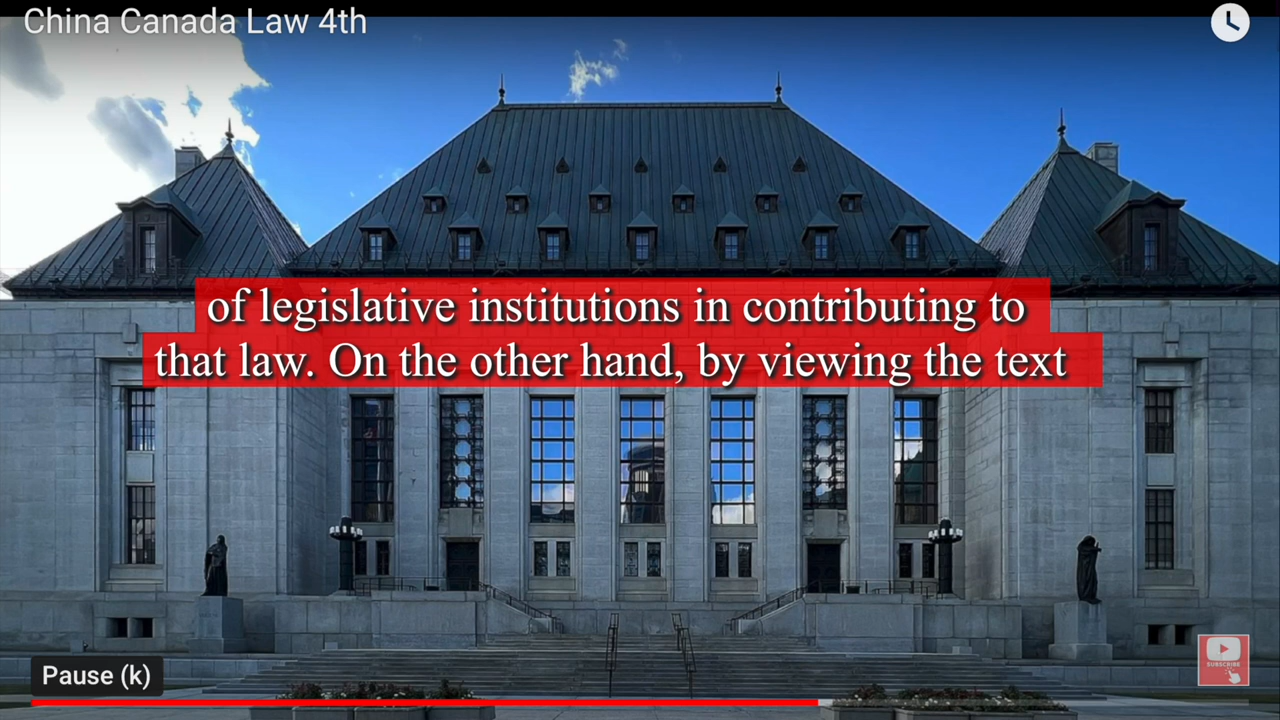 China Canada Law 4th
of legislative institutions in contributing to
that law. On the other hand, by viewing the text
Pause (k)
SUBSCRIBE